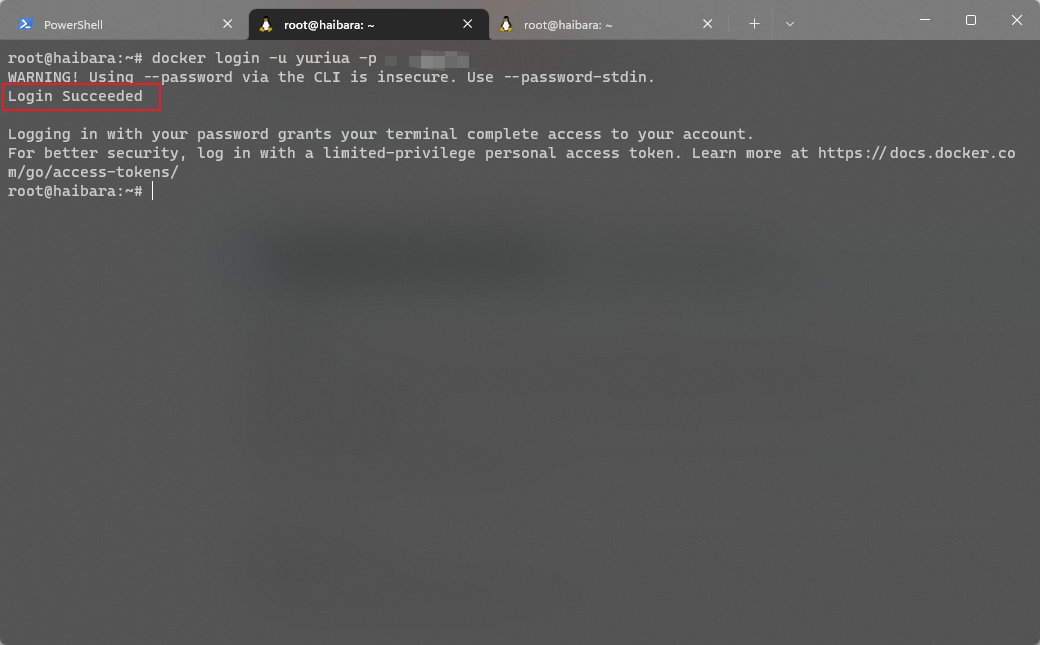 PowerShell
root@haibara: ~
root@haibara: ~
root@haibara:~# docker login -u yuriua -p
WARNING! Using --password via the CLI is insecure. Use --password-stdin.
Login Succeeded
Logging in with your password grants your terminal complete access to your account.
For better security, log in with a limited-privilege personal access token. Learn more at https://docs.docker.co
m/go/access-tokens/
root@haibara:~#